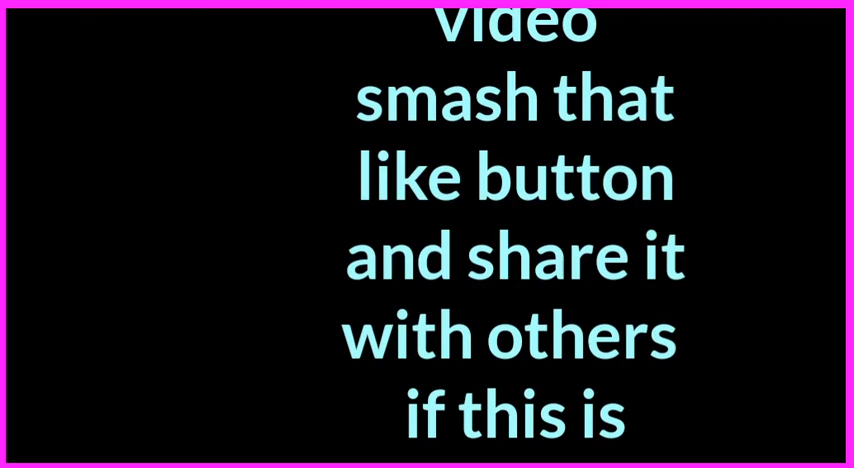 video
smash that
like button
and share it
with others
if this is